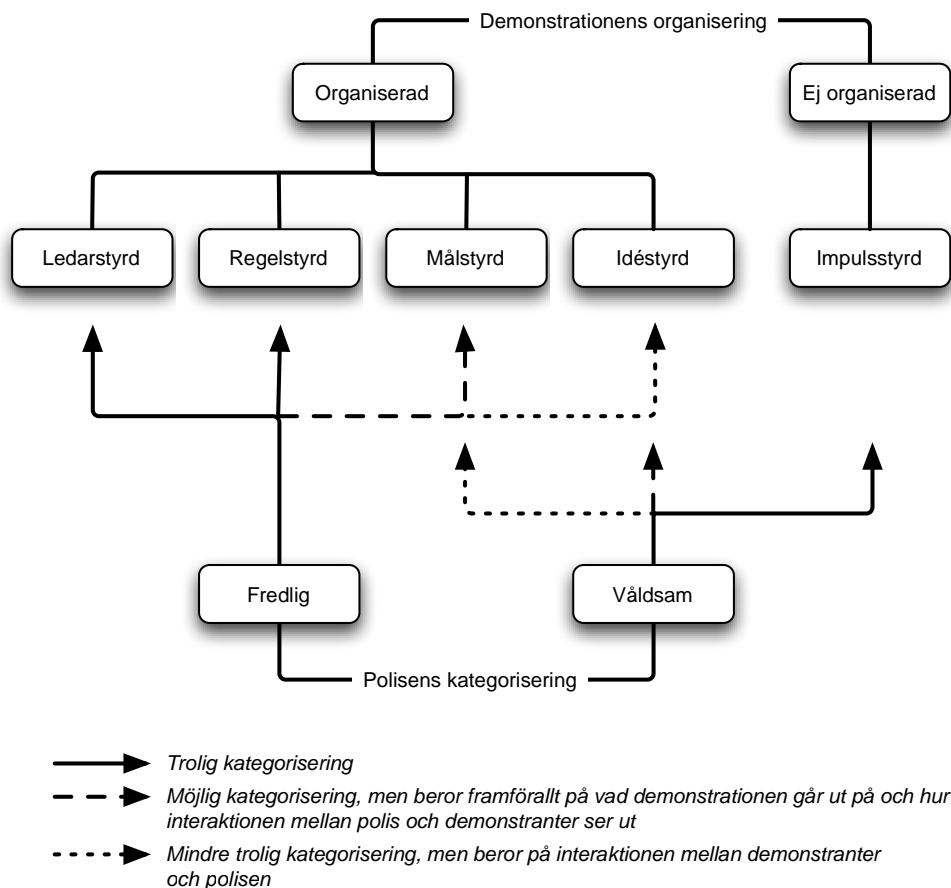 Demonstrationens organisering
Organiserad
Ej organiserad
Ledarstyrd
Regelstyrd
Målstyrd
Idéstyrd
Impulsstyrd
Fredlig
Våldsam
Polisens kategorisering
Trolig kategorisering
Möjlig kategorisering, men beror framförallt på vad demonstrationen går ut på och hur
interaktionen mellan polis och demonstranter ser ut
Mindre trolig kategorisering, men beror på interaktionen mellan demonstranter
och polisen